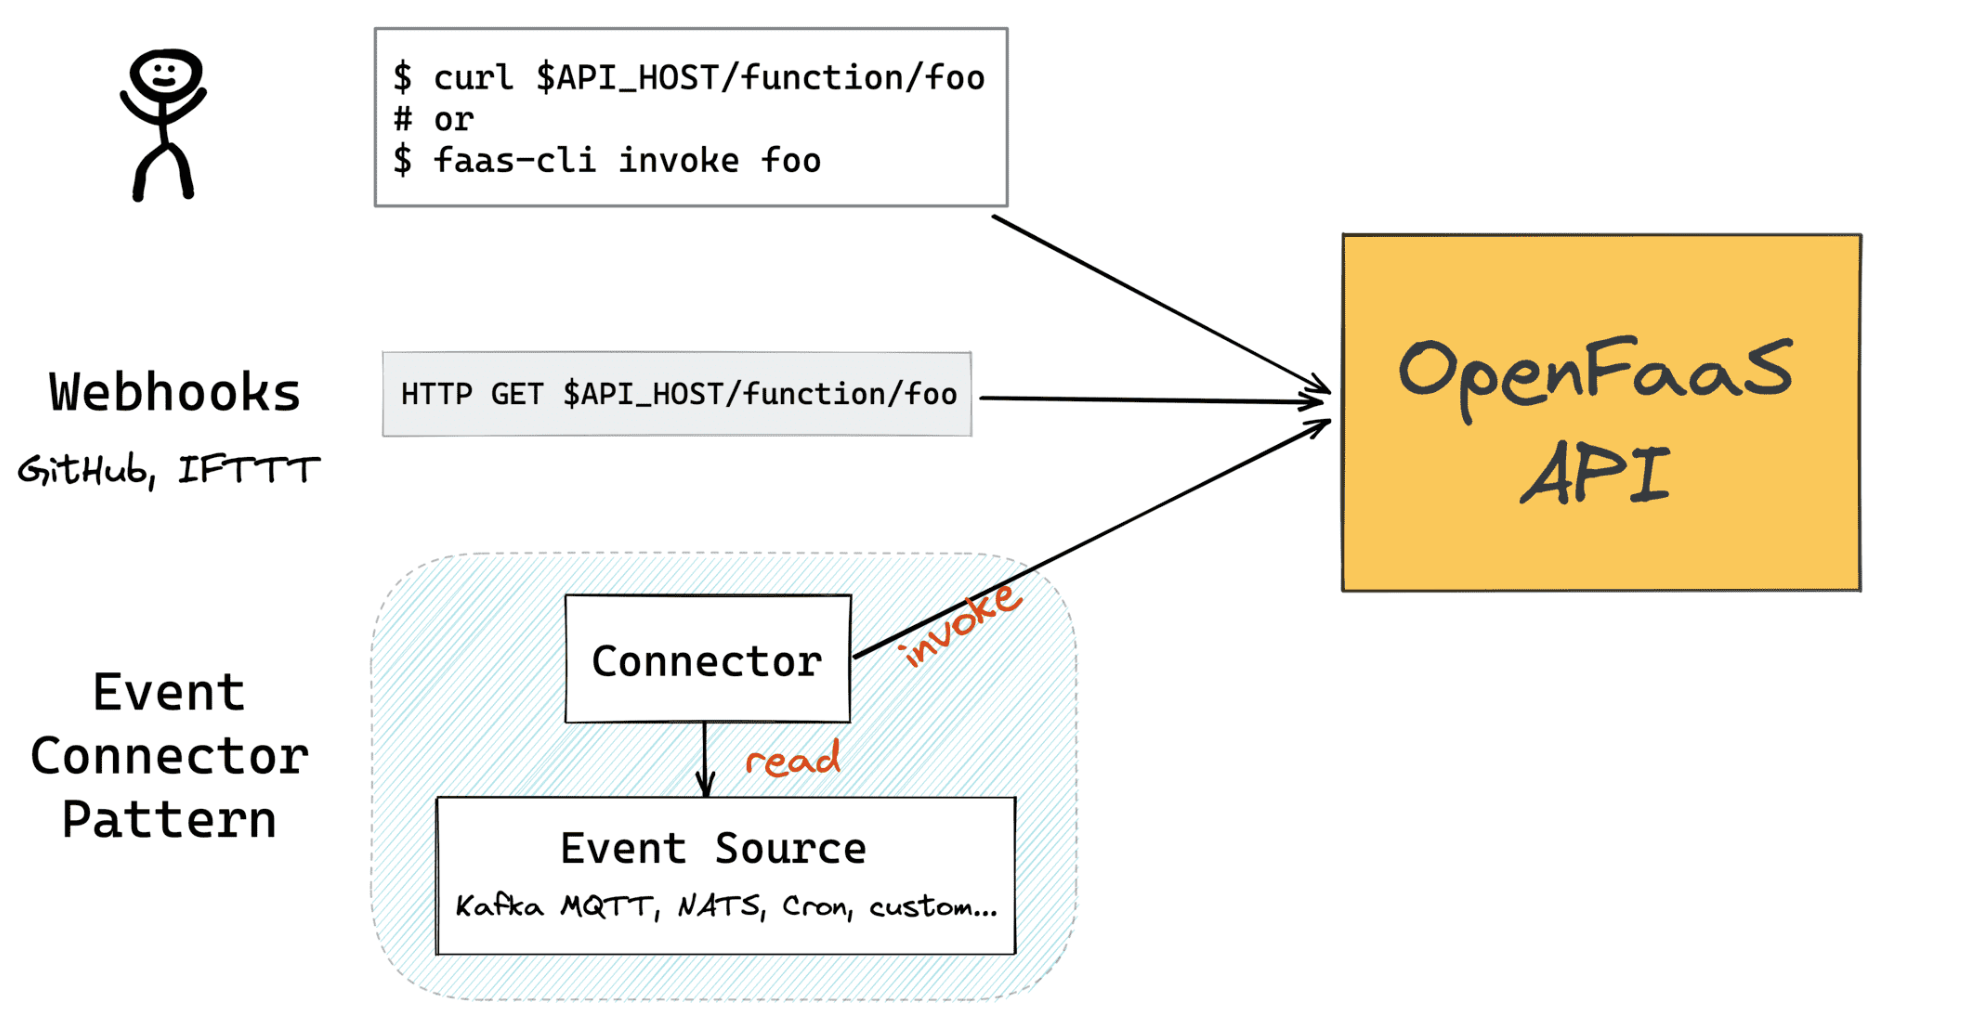 $ curl $API_HOST/function/foo
# or
$ faas-cli invoke foo
Webhooks
GitHub, IFTTT
HTTP GET $API_HOST/function/foo
OpenFaaS
API
Event
Connector
Pattern
Connector
invoke
read
Event Source
Kafka MQTT, NATS, Cron, custom...